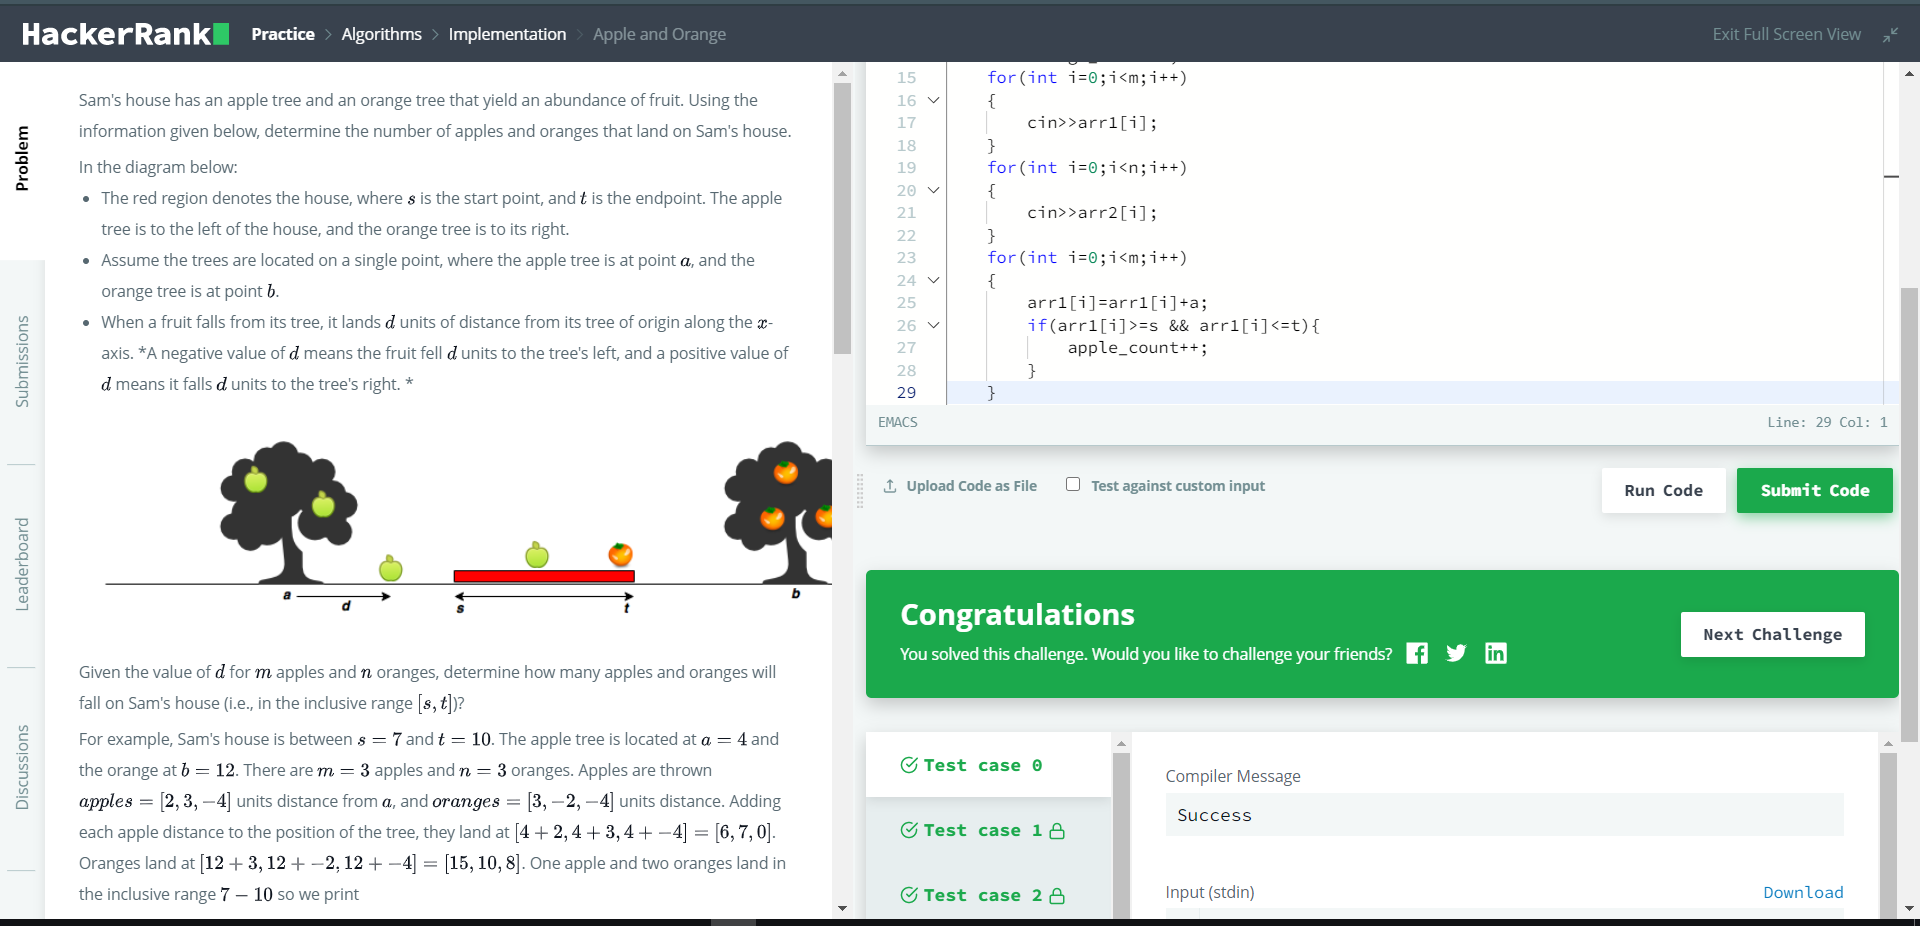 HackerRank Practice > Algorithms > Implementation > Apple and Orange Exit Full Screen View
Problem
Submissions
Leaderboard
Discussions
Sam's house has an apple tree and an orange tree that yield an abundance of fruit. Using the
information given below, determine the number of apples and oranges that land on Sam's house.
In the diagram below:
• The red region denotes the house, where s is the start point, and t is the endpoint. The apple
tree is to the left of the house, and the orange tree is to its right.
• Assume the trees are located on a single point, where the apple tree is at point a, and the
orange tree is at point b.
• When a fruit falls from its tree, it lands d units of distance from its tree of origin along the x-
axis. *A negative value of d means the fruit fell d units to the tree's left, and a positive value of
d means it falls d units to the tree's right. *
a d s t b
Given the value of d for m apples and n oranges, determine how many apples and oranges will
fall on Sam's house (i.e., in the inclusive range [s, t])?
For example, Sam's house is between s = 7 and t = 10. The apple tree is located at a = 4 and
the orange at b = 12. There are m = 3 apples and n = 3 oranges. Apples are thrown
apples = [2, 3, −4] units distance from a, and oranges = [3, −2, −4] units distance. Adding
each apple distance to the position of the tree, they land at [4 + 2, 4 + 3, 4 + −4] = [6, 7, 0].
Oranges land at [12 + 3, 12 + −2, 12 + −4] = [15, 10, 8]. One apple and two oranges land in
the inclusive range 7 − 10 so we print
15 for(int i=0;i<m;i++)
16 {
17 cin>>arr1[i];
18 }
19 for(int i=0;i<n;i++)
20 {
21 cin>>arr2[i];
22 }
23 for(int i=0;i<m;i++)
24 {
25 arr1[i]=arr1[i]+a;
26 if(arr1[i]>=s && arr1[i]<=t){
27 apple_count++;
28 }
29 }
EMACS Line: 29 Col: 1
Upload Code as File Test against custom input Run Code Submit Code
Congratulations
You solved this challenge. Would you like to challenge your friends?
Next Challenge
Test case 0
Test case 1
Test case 2
Compiler Message
Success
Input (stdin) Download